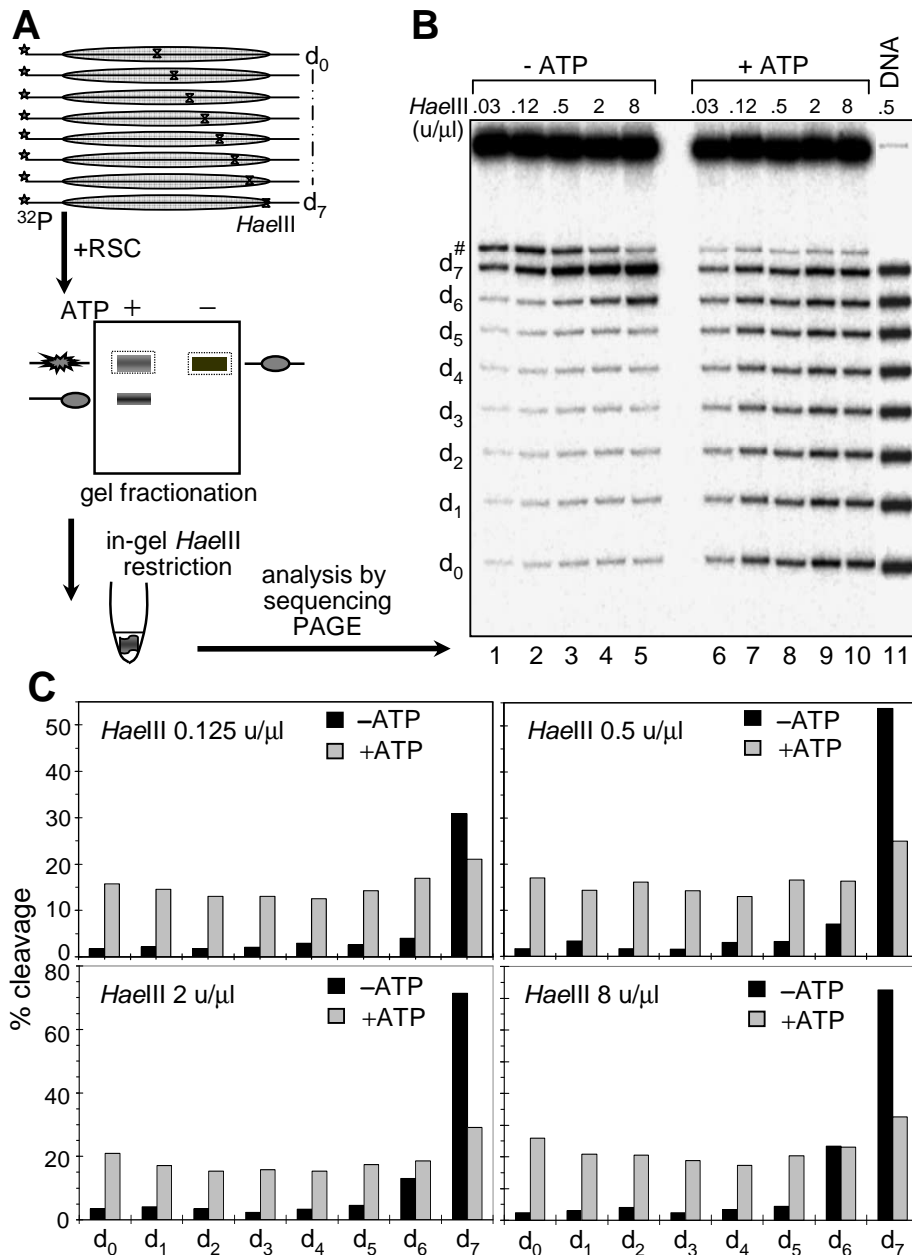 A
d0
d7
32P
HaeIII
+RSC
ATP + −
gel fractionation
in-gel HaeIII
restriction
analysis by
sequencing
PAGE
B
- ATP + ATP DNA
HaeIII .03 .12 .5 2 8 .03 .12 .5 2 8 .5
(u/μl)
#
d7
d6
d5
d4
d3
d2
d1
d0
1 2 3 4 5 6 7 8 9 10 11
C
% cleavage
50
40
30
20
10
0
HaeIII 0.125 u/μl
–ATP
+ATP
HaeIII 0.5 u/μl
–ATP
+ATP
80
60
40
20
0
HaeIII 2 u/μl
–ATP
+ATP
HaeIII 8 u/μl
–ATP
+ATP
d0 d1 d2 d3 d4 d5 d6 d7
d0 d1 d2 d3 d4 d5 d6 d7